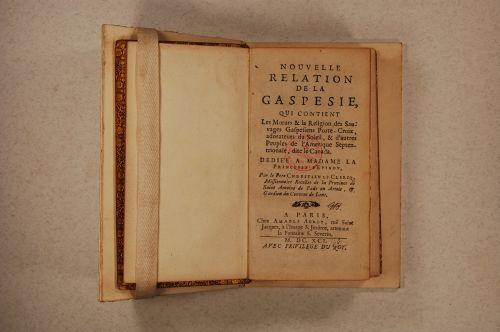 NOUVELLE
RELATION
DE LA
GASPESIE,
QUI CONTIENT
Les Mœurs & la Religion des Sau-
vages Gaspesiens Porte-Croix,
adorateurs du Soleil, & d'autres
Peuples de l'Amerique Septen-
trionale, dite le Canada.
DEDIE'E A MADAME LA
PRINCESSE D'EPINOY,
Par le Pere CHRESTIEN LE CLERCQ,
Missionnaire Recollet de la Province de
Saint Antoine de Pade en Artois, &
Gardien du Convent de Lens.
A PARIS,
Chez AMABLE AUROY, ruë Saint
Jacques, à l'Image S. Jerôme, attenant
la Fontaine S. Severin.
M. DC. XCI.
AVEC PRIVILEGE DU ROY.